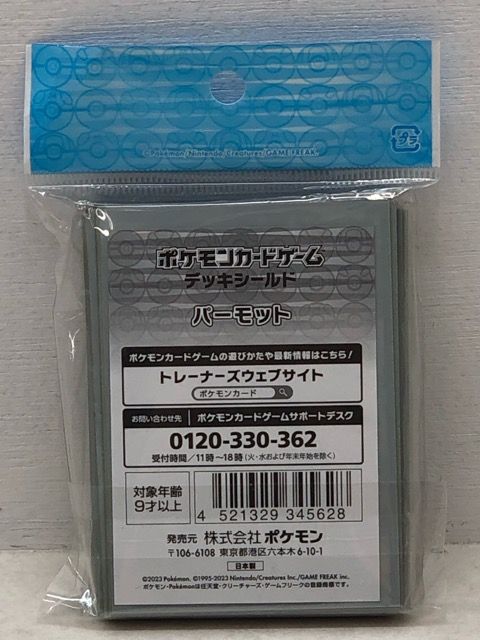 ©Pokémon/Nintendo/Creatures/GAME FREAK.
プラ
ポケモンカードゲーム
デッキシールド
パーモット
ポケモンカードゲームの遊びかたや最新情報はこちら！
トレーナーズウェブサイト
ポケモンカード
お問い合わせ先 ポケモンカードゲームサポートデスク
0120-330-362
受付時間／11時～18時(火・水および年末年始を除く)
対象年齢
9才以上
4 521329 345628
発売元 株式会社ポケモン
〒106-6108 東京都港区六本木6-10-1
日本製
©2023 Pokémon. ©1995-2023 Nintendo/Creatures Inc./GAME FREAK inc.
ポケモン・Pokémonは任天堂・クリーチャーズ・ゲームフリークの登録商標です。